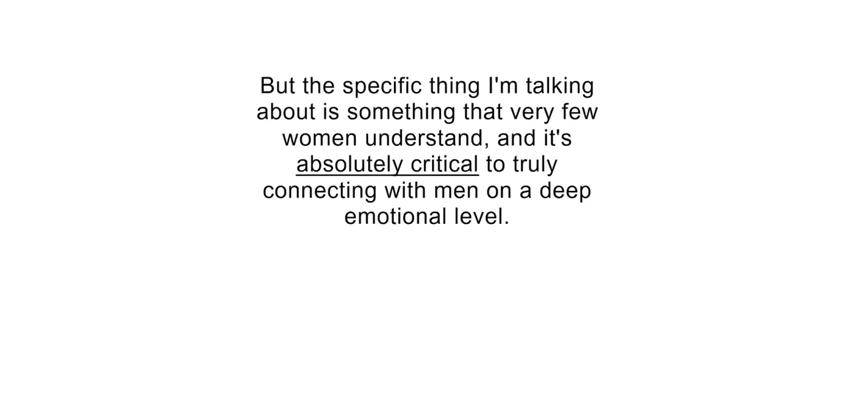 But the specific thing I'm talking
about is something that very few
women understand, and it's
absolutely critical to truly
connecting with men on a deep
emotional level.